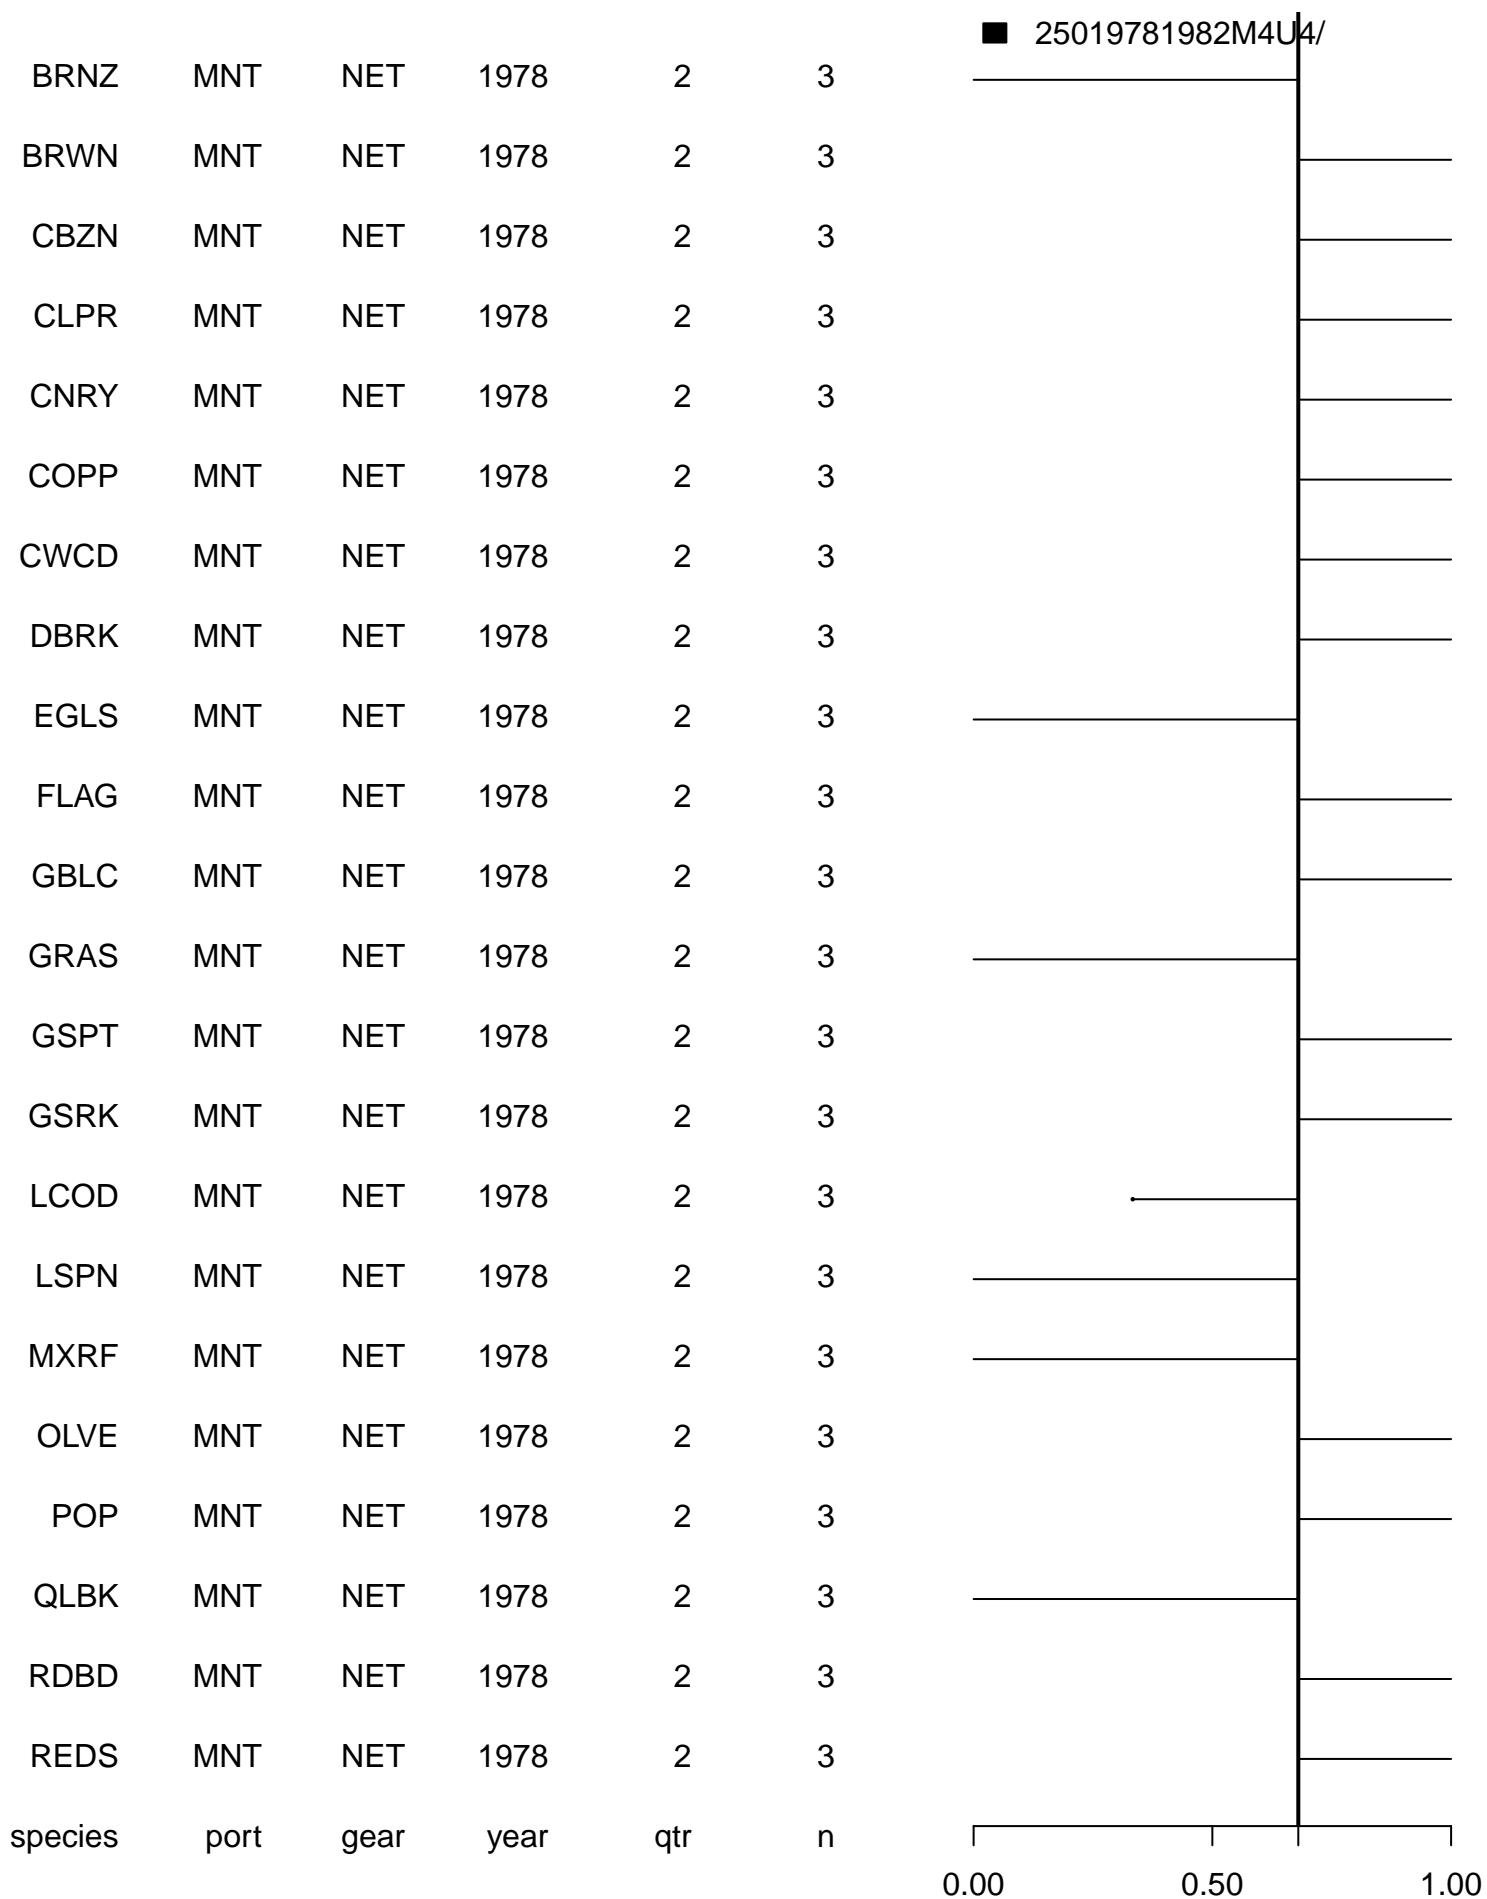 25019781982M4U4/
BRNZ MNT NET 1978 2 3
BRWN MNT NET 1978 2 3
CBZN MNT NET 1978 2 3
CLPR MNT NET 1978 2 3
CNRY MNT NET 1978 2 3
COPP MNT NET 1978 2 3
CWCD MNT NET 1978 2 3
DBRK MNT NET 1978 2 3
EGLS MNT NET 1978 2 3
FLAG MNT NET 1978 2 3
GBLC MNT NET 1978 2 3
GRAS MNT NET 1978 2 3
GSPT MNT NET 1978 2 3
GSRK MNT NET 1978 2 3
LCOD MNT NET 1978 2 3
LSPN MNT NET 1978 2 3
MXRF MNT NET 1978 2 3
OLVE MNT NET 1978 2 3
POP MNT NET 1978 2 3
QLBK MNT NET 1978 2 3
RDBD MNT NET 1978 2 3
REDS MNT NET 1978 2 3
species port gear year qtr n
0.00 0.50 1.00